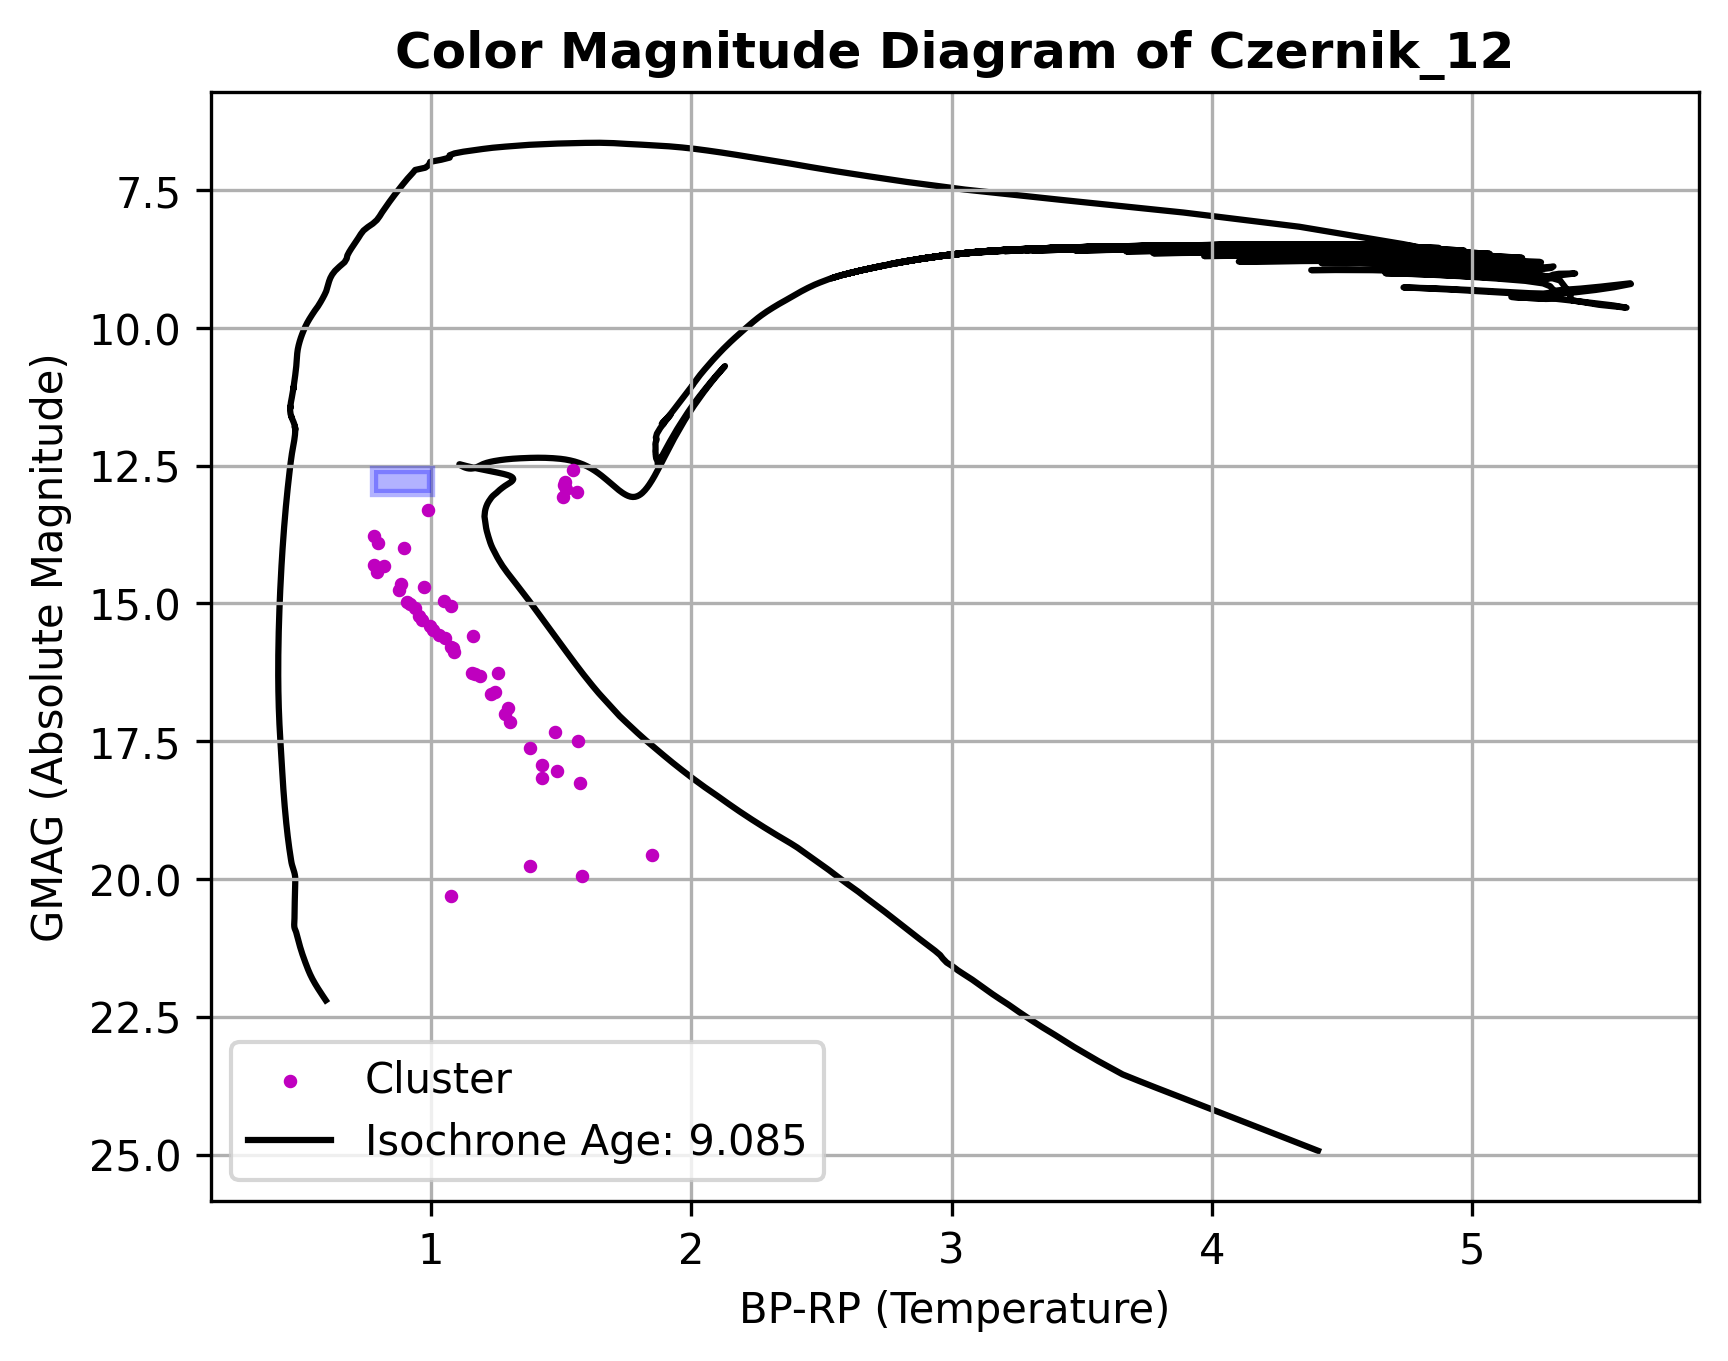 Color Magnitude Diagram of Czernik_12
GMAG (Absolute Magnitude)
7.5
10.0
12.5
15.0
17.5
20.0
22.5
25.0
Cluster
Isochrone Age: 9.085
1 2 3 4 5
BP-RP (Temperature)